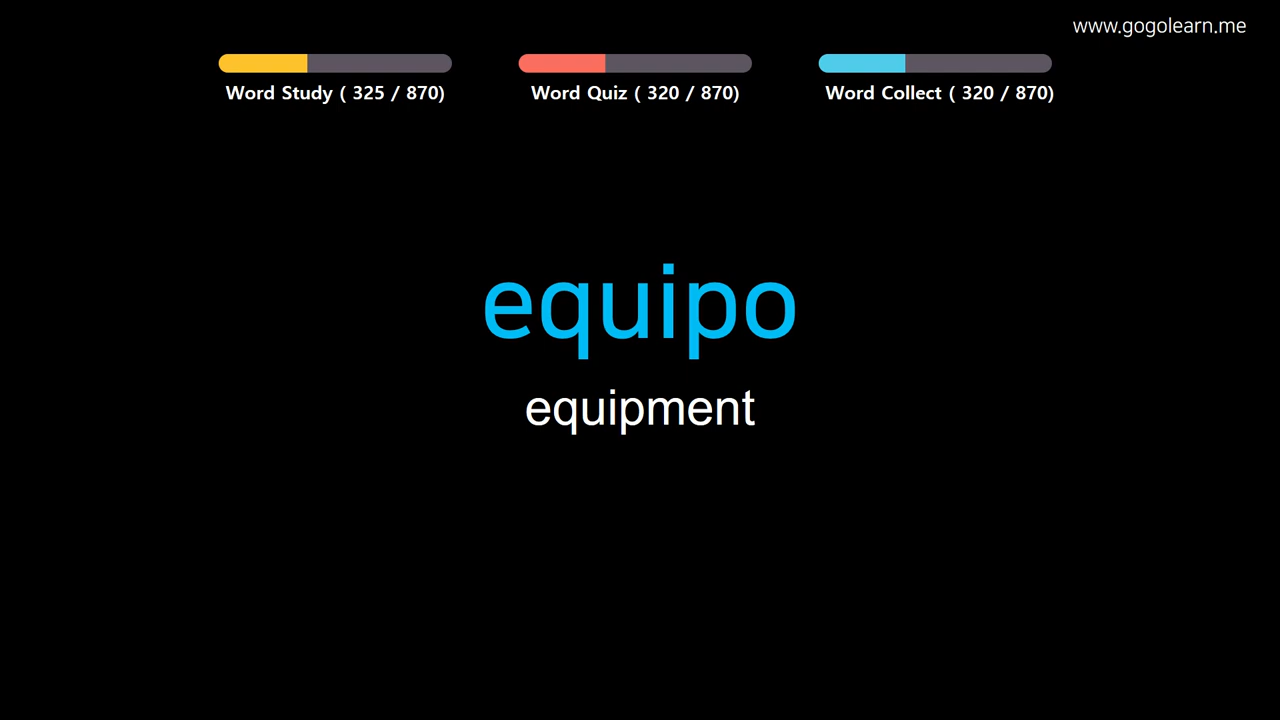 www.gogolearn.me
Word Study ( 325 / 870)
Word Quiz ( 320 / 870)
Word Collect ( 320 / 870)
equipo
equipment